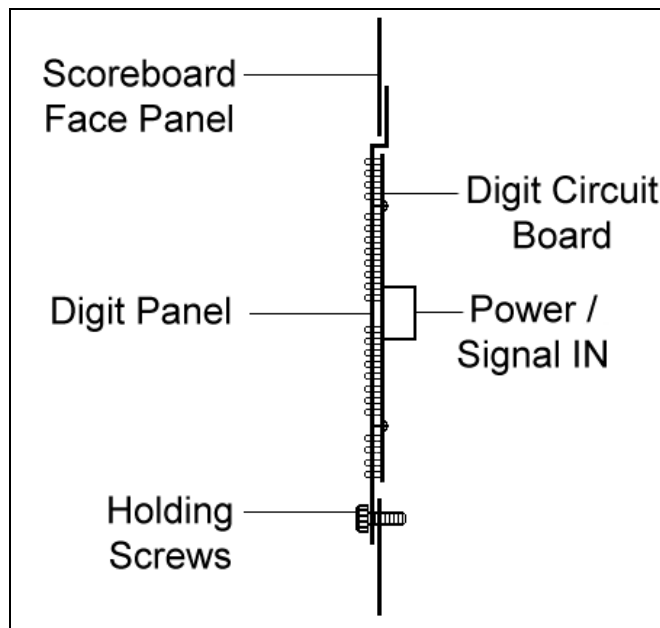 Scoreboard
Face Panel
Digit Circuit
Board
Digit Panel
Power /
Signal IN
Holding
Screws